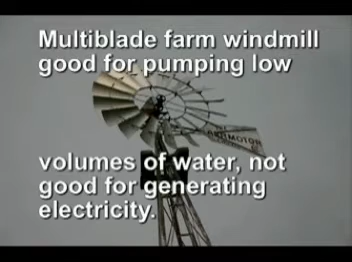 Multiblade farm windmill
good for pumping low
volumes of water, not
good for generating
electricity.